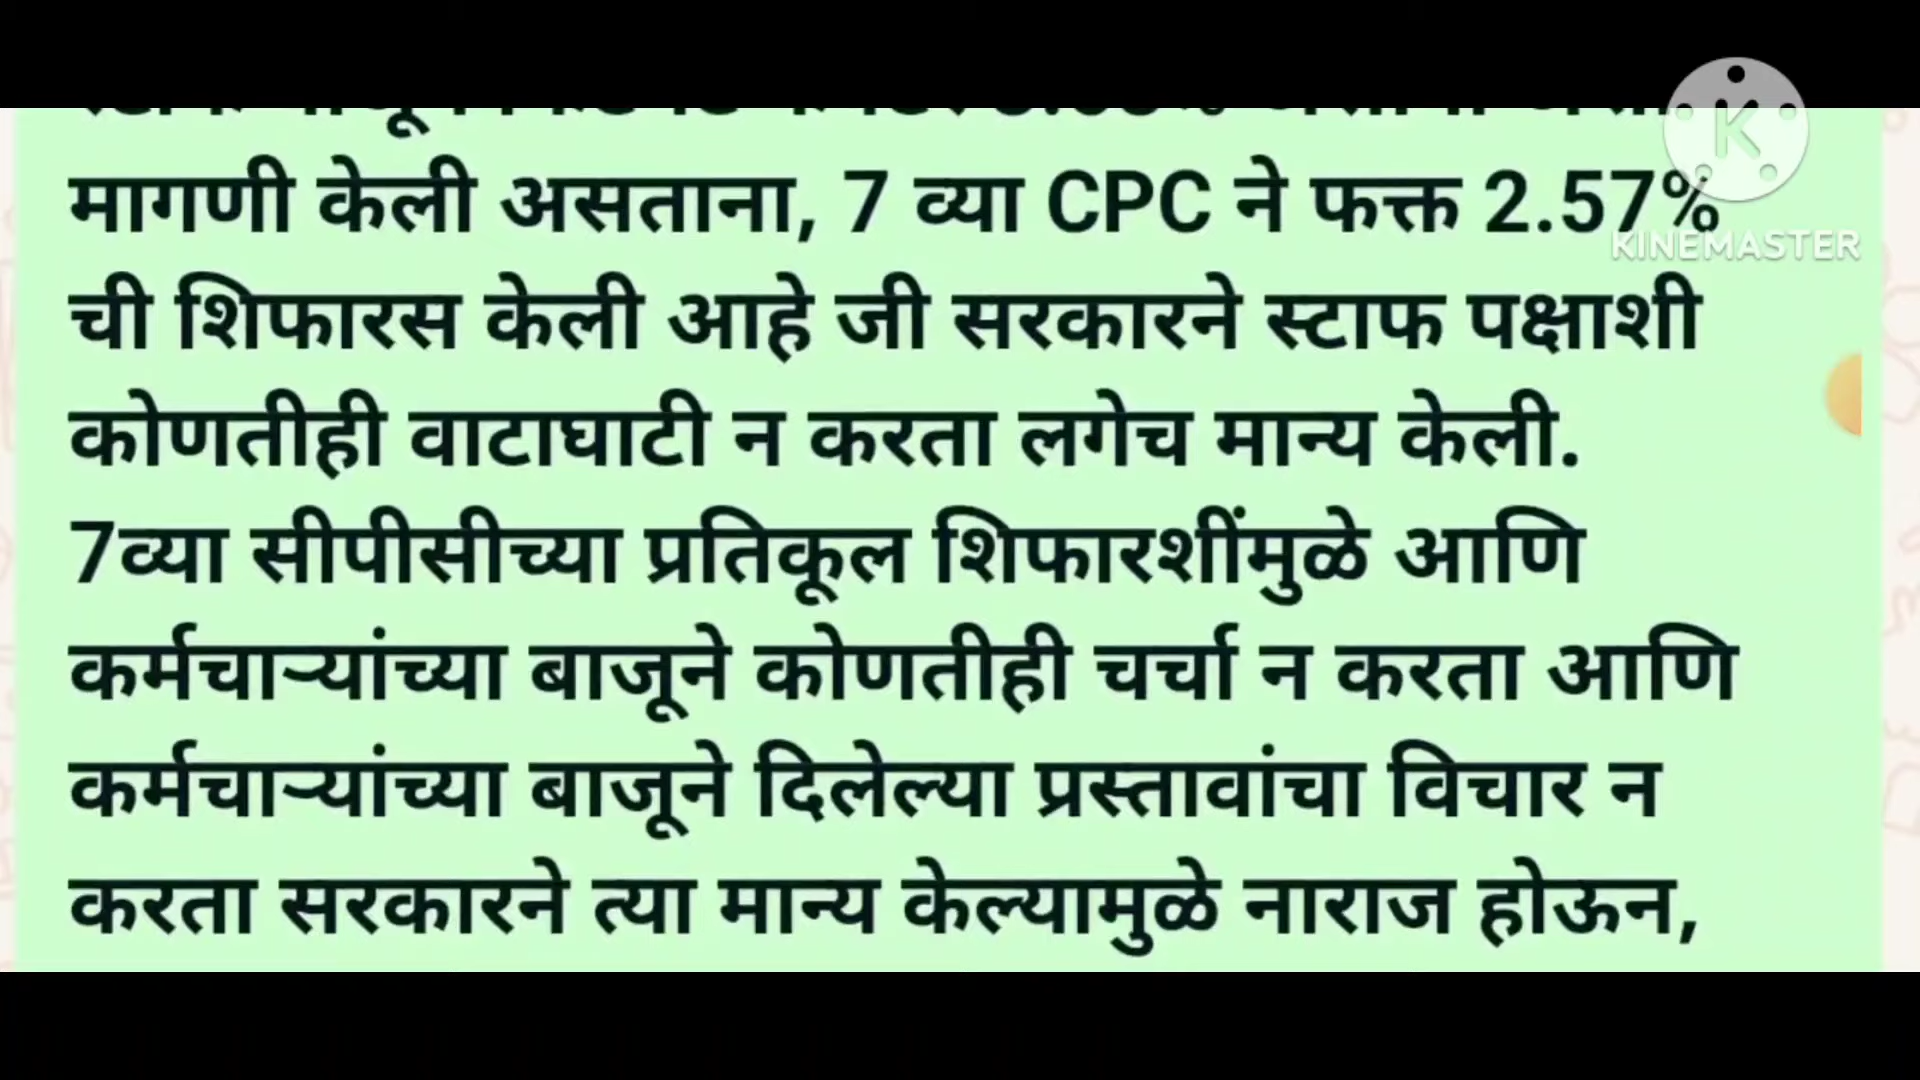 मागणी केली असताना, 7 व्या CPC ने फक्त 2.57%
ची शिफारस केली आहे जी सरकारने स्टाफ पक्षाशी
कोणतीही वाटाघाटी न करता लगेच मान्य केली.
7व्या सीपीसीच्या प्रतिकूल शिफारशींमुळे आणि
कर्मचाऱ्यांच्या बाजूने कोणतीही चर्चा न करता आणि
कर्मचाऱ्यांच्या बाजूने दिलेल्या प्रस्तावांचा विचार न
करता सरकारने त्या मान्य केल्यामुळे नाराज होऊन,
K
KINEMASTER